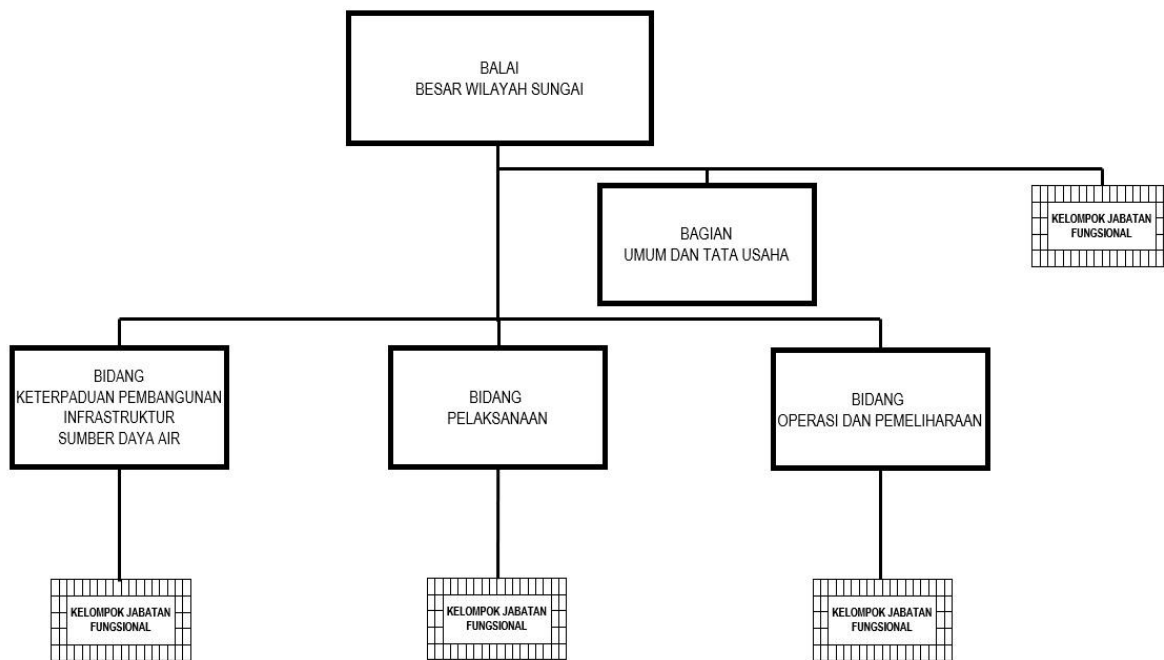 BALAI
BESAR WILAYAH SUNGAI
BAGIAN
UMUM DAN TATA USAHA
KELOMPOK JABATAN
FUNGSIONAL
BIDANG
KETERPADUAN PEMBANGUNAN
INFRASTRUKTUR
SUMBER DAYA AIR
BIDANG
PELAKSANAAN
BIDANG
OPERASI DAN PEMELIHARAAN
KELOMPOK JABATAN
FUNGSIONAL
KELOMPOK JABATAN
FUNGSIONAL
KELOMPOK JABATAN
FUNGSIONAL